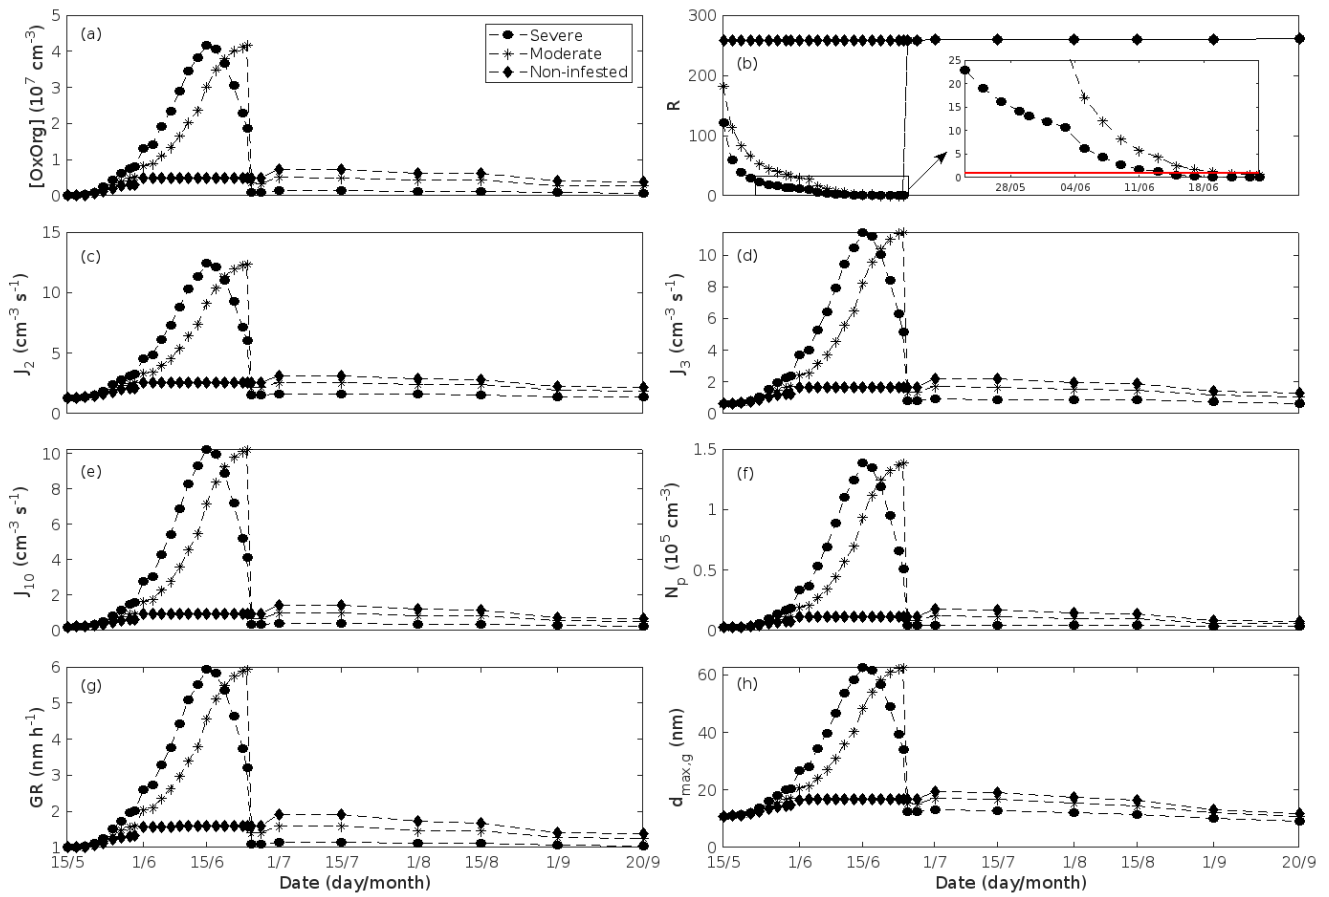 (a)
[OxOrg] (10⁷ cm⁻³)
5
4
3
2
1
0
Severe
Moderate
Non-infested
(b)
R
300
200
100
0
25
20
15
10
5
0
28/05 04/06 11/06 18/06
(c)
J₂ (cm⁻³ s⁻¹)
15
10
5
0
(d)
J₃ (cm⁻³ s⁻¹)
10
8
6
4
2
0
(e)
J₁₀ (cm⁻³ s⁻¹)
10
8
6
4
2
0
(f)
Nₚ (10⁵ cm⁻³)
1.5
1
0.5
0
(g)
GR (nm h⁻¹)
6
5
4
3
2
1
15/5 1/6 15/6 1/7 15/7 1/8 15/8 1/9 20/9
Date (day/month)
(h)
d_max,g (nm)
60
40
20
0
15/5 1/6 15/6 1/7 15/7 1/8 15/8 1/9 20/9
Date (day/month)